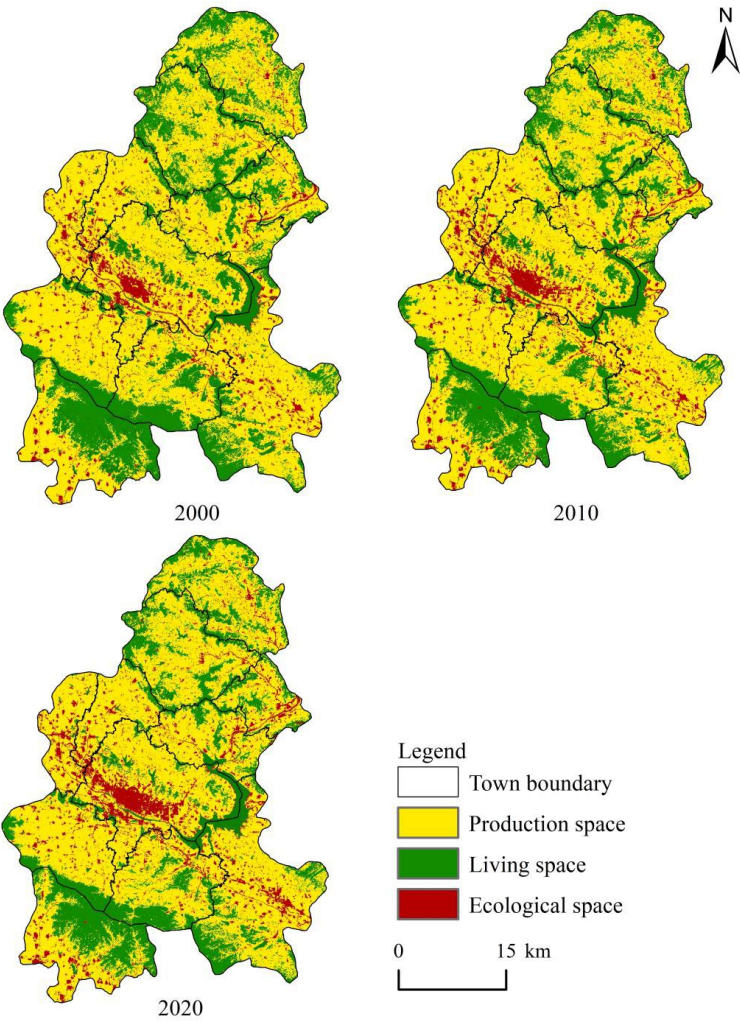 N
2000
2010
2020
Legend
Town boundary
Production space
Living space
Ecological space
0 15 km